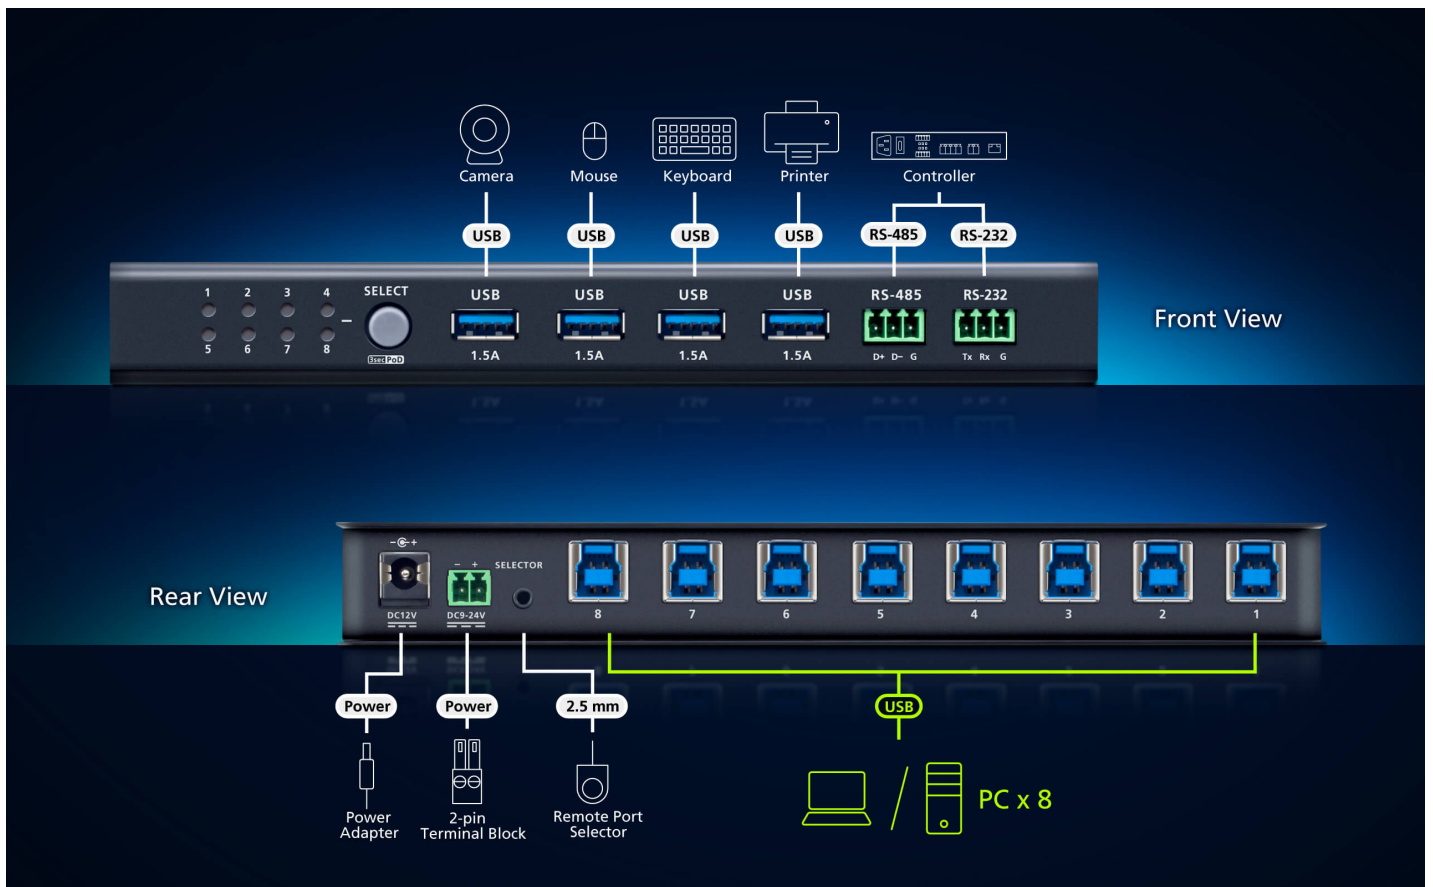 Camera
Mouse
Keyboard
Printer
Controller
USB
USB
USB
USB
RS-485
RS-232
1 2 3 4
SELECT
USB
USB
USB
USB
RS-485
RS-232
5 6 7 8
3sec PoD
1.5A
1.5A
1.5A
1.5A
D+ D− G
Tx Rx G
Front View
Rear View
− +
− +
SELECTOR
DC12V
DC9-24V
8 7 6 5 4 3 2 1
Power
Power
2.5 mm
USB
Power
Adapter
2-pin
Terminal Block
Remote Port
Selector
PC x 8